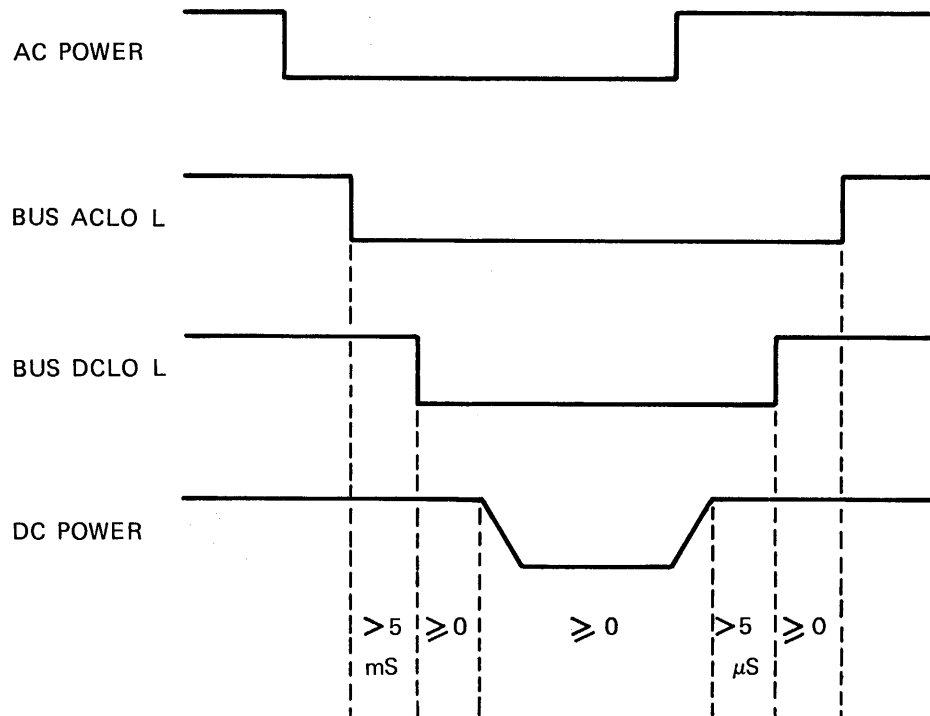 AC POWER
BUS ACLO L
BUS DCLO L
DC POWER
>5 ⩾0 ⩾0 >5 ⩾0
mS μS